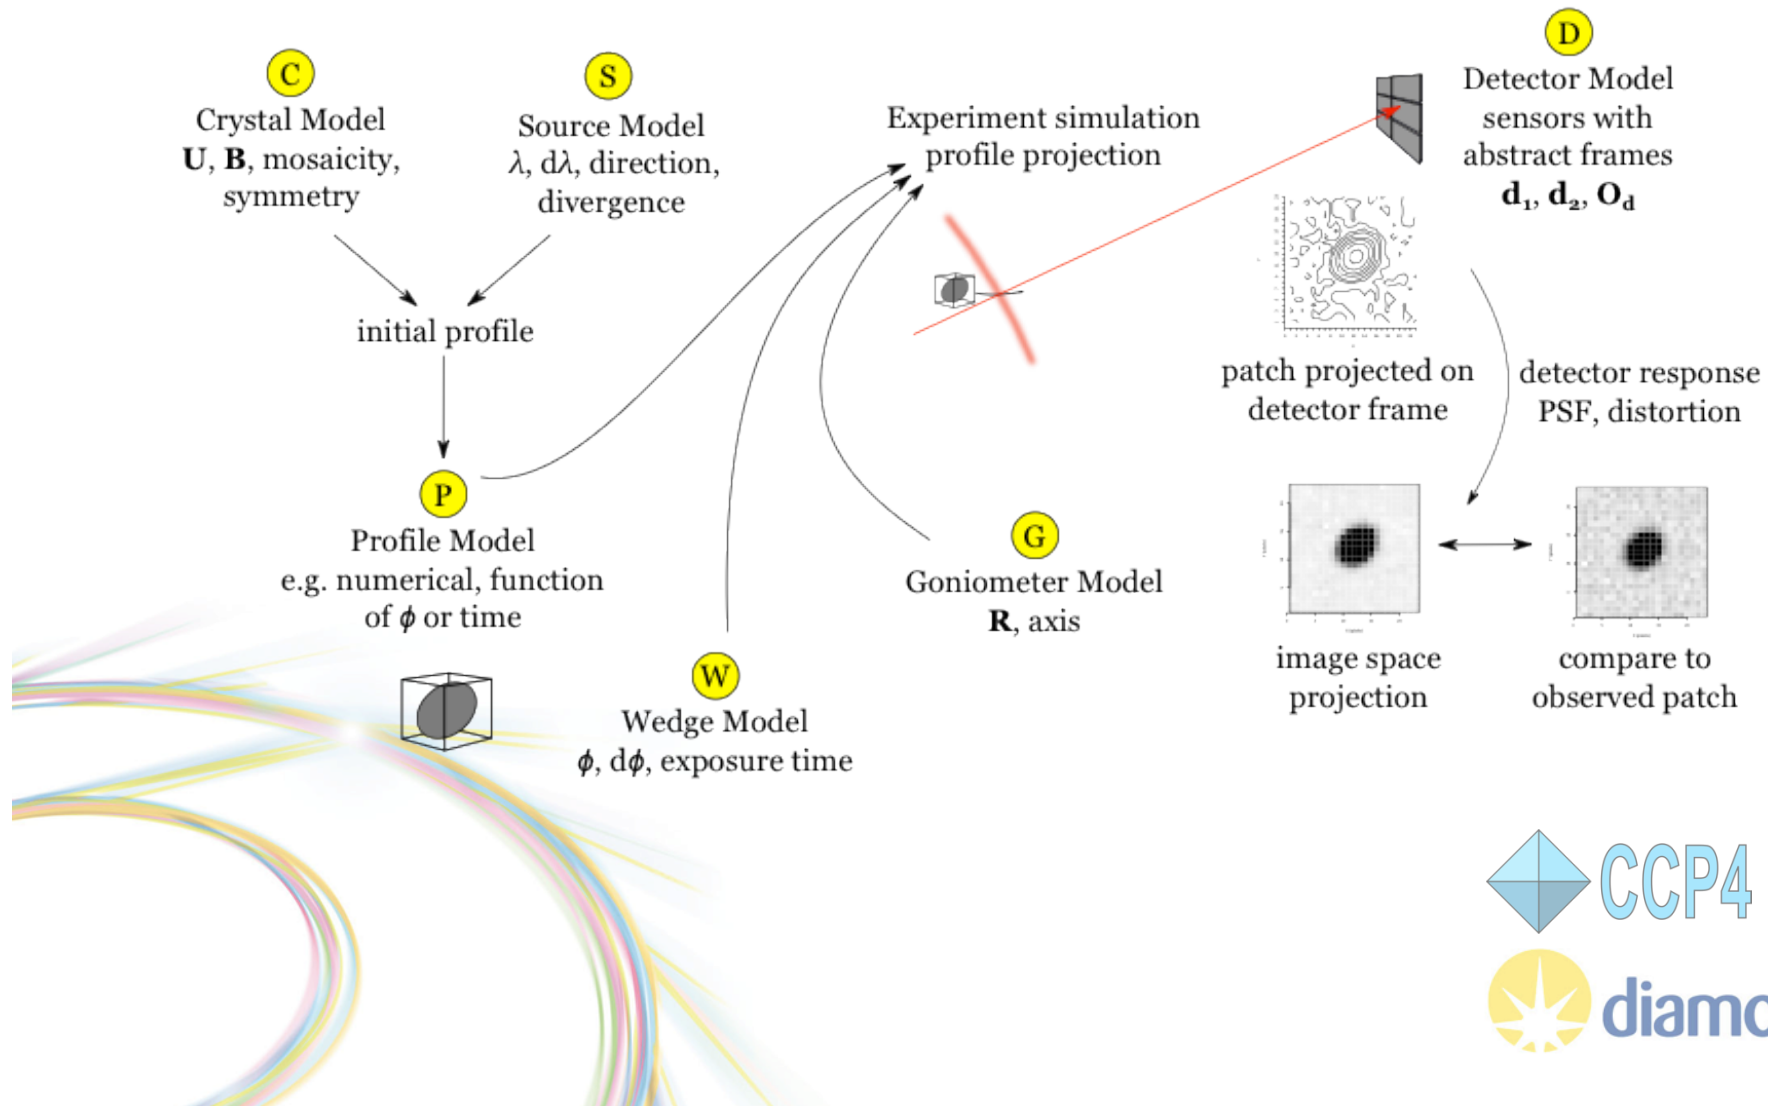 C
Crystal Model
U, B, mosaicity,
symmetry
S
Source Model
λ, dλ, direction,
divergence
initial profile
P
Profile Model
e.g. numerical, function
of ϕ or time
W
Wedge Model
ϕ, dϕ, exposure time
G
Goniometer Model
R, axis
Experiment simulation
profile projection
D
Detector Model
sensors with
abstract frames
d₁, d₂, O_d
patch projected on
detector frame
detector response
PSF, distortion
image space
projection
compare to
observed patch
CCP4
diamo